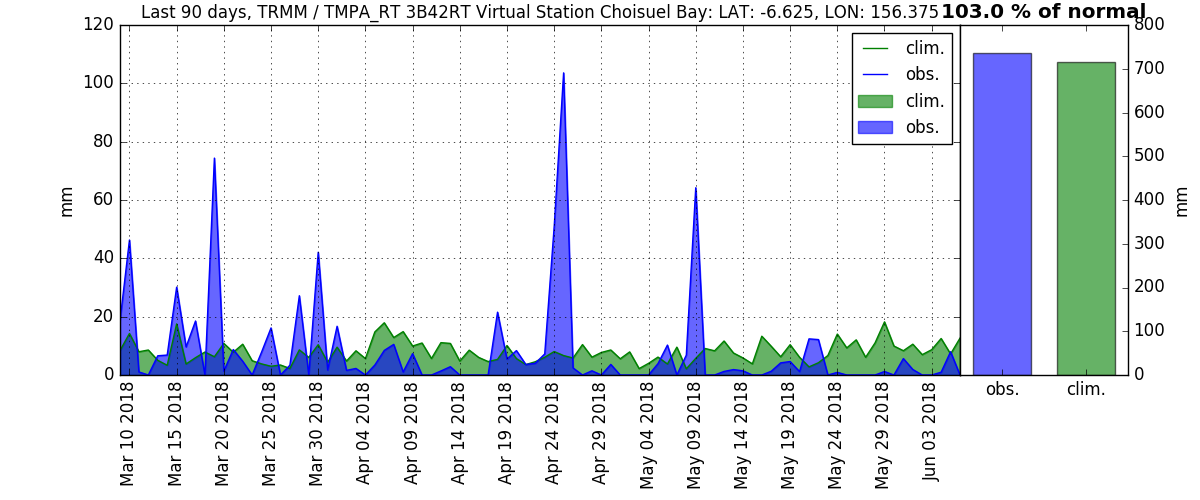 Last 90 days, TRMM / TMPA_RT 3B42RT Virtual Station Choisuel Bay: LAT: -6.625, LON: 156.375
103.0 % of normal
120
100
80
60
40
20
0
mm
clim.
obs.
clim.
obs.
800
700
600
500
400
300
200
100
0
mm
Mar 10 2018
Mar 15 2018
Mar 20 2018
Mar 25 2018
Mar 30 2018
Apr 04 2018
Apr 09 2018
Apr 14 2018
Apr 19 2018
Apr 24 2018
Apr 29 2018
May 04 2018
May 09 2018
May 14 2018
May 19 2018
May 24 2018
May 29 2018
Jun 03 2018
obs.
clim.